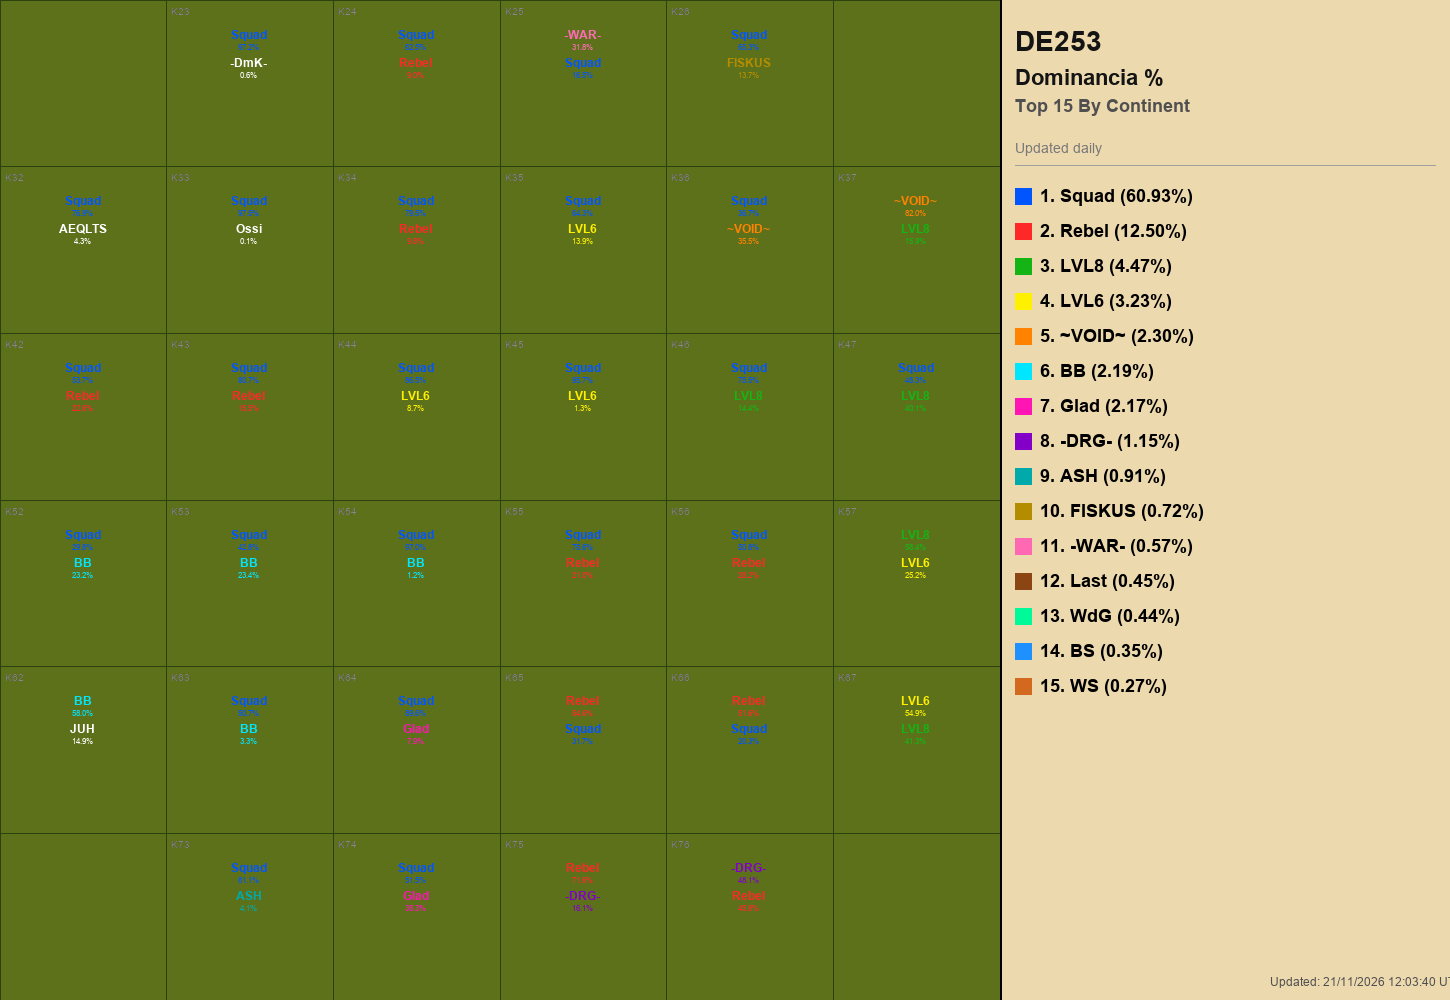 K23
Squad
-DmK-
0.6%
K24
Squad
Rebel
K25
-WAR-
31.8%
Squad
K26
Squad
FISKUS
13.7%
K32
Squad
AEQLTS
4.3%
K33
Squad
Ossi
0.1%
K34
Squad
Rebel
K35
Squad
LVL6
13.9%
K36
Squad
~VOID~
35.5%
K37
~VOID~
82.0%
LVL8
K42
Squad
Rebel
K43
Squad
Rebel
K44
Squad
LVL6
8.7%
K45
Squad
LVL6
1.3%
K46
Squad
LVL8
K47
Squad
LVL8
K52
Squad
BB
23.2%
K53
Squad
BB
23.4%
K54
Squad
BB
1.2%
K55
Squad
Rebel
K56
Squad
Rebel
K57
LVL8
LVL6
25.2%
K62
BB
58.0%
JUH
14.9%
K63
Squad
BB
3.3%
K64
Squad
Glad
K65
Rebel
Squad
K66
Rebel
Squad
K67
LVL6
54.9%
LVL8
K73
Squad
ASH
4.1%
K74
Squad
Glad
K75
Rebel
-DRG-
16.1%
K76
-DRG-
48.1%
Rebel
DE253
Dominancia %
Top 15 By Continent
Updated daily
1. Squad (60.93%)
2. Rebel (12.50%)
3. LVL8 (4.47%)
4. LVL6 (3.23%)
5. ~VOID~ (2.30%)
6. BB (2.19%)
7. Glad (2.17%)
8. -DRG- (1.15%)
9. ASH (0.91%)
10. FISKUS (0.72%)
11. -WAR- (0.57%)
12. Last (0.45%)
13. WdG (0.44%)
14. BS (0.35%)
15. WS (0.27%)
Updated: 21/11/2026 12:03:40